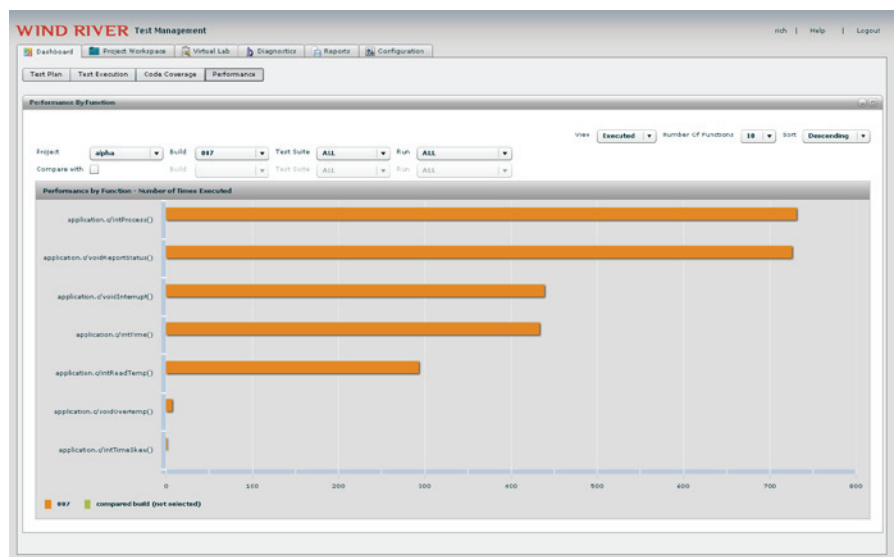 WIND RIVER Test Management
rich | Help | Logout
Dashboard Project Workspace Virtual Lab Diagnostics Reports Configuration
Test Plan Test Execution Code Coverage Performance
Performance By Function
View Executed Number Of Functions 10 Sort Descending
Project alpha Build 007 Test Suite ALL Run ALL
Compare with Build Test Suite ALL Run ALL
Performance by Function - Number of Times Executed
application.c/intProcess()
application.c/voidReportStatus()
application.c/voidInterrupt()
application.c/intTime()
application.c/intReadTemp()
application.c/voidOvertemp()
application.c/intTimeSkew()
0 100 200 300 400 500 600 700 800
007 compared build (not selected)